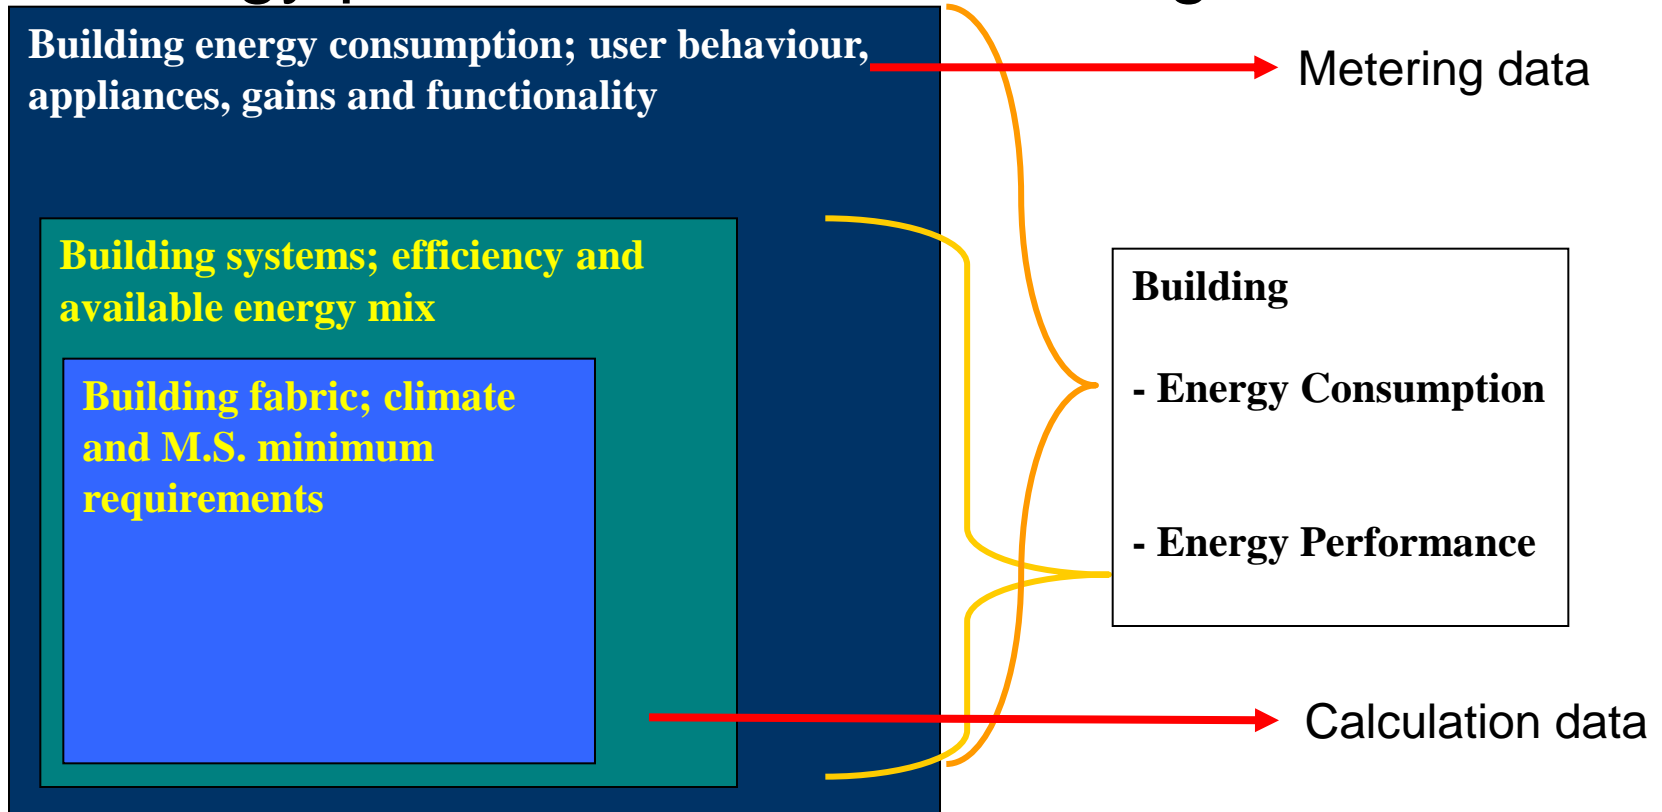 Building energy consumption; user behaviour,
appliances, gains and functionality
Metering data
Building systems; efficiency and
available energy mix
Building fabric; climate
and M.S. minimum
requirements
Building
- Energy Consumption
- Energy Performance
Calculation data